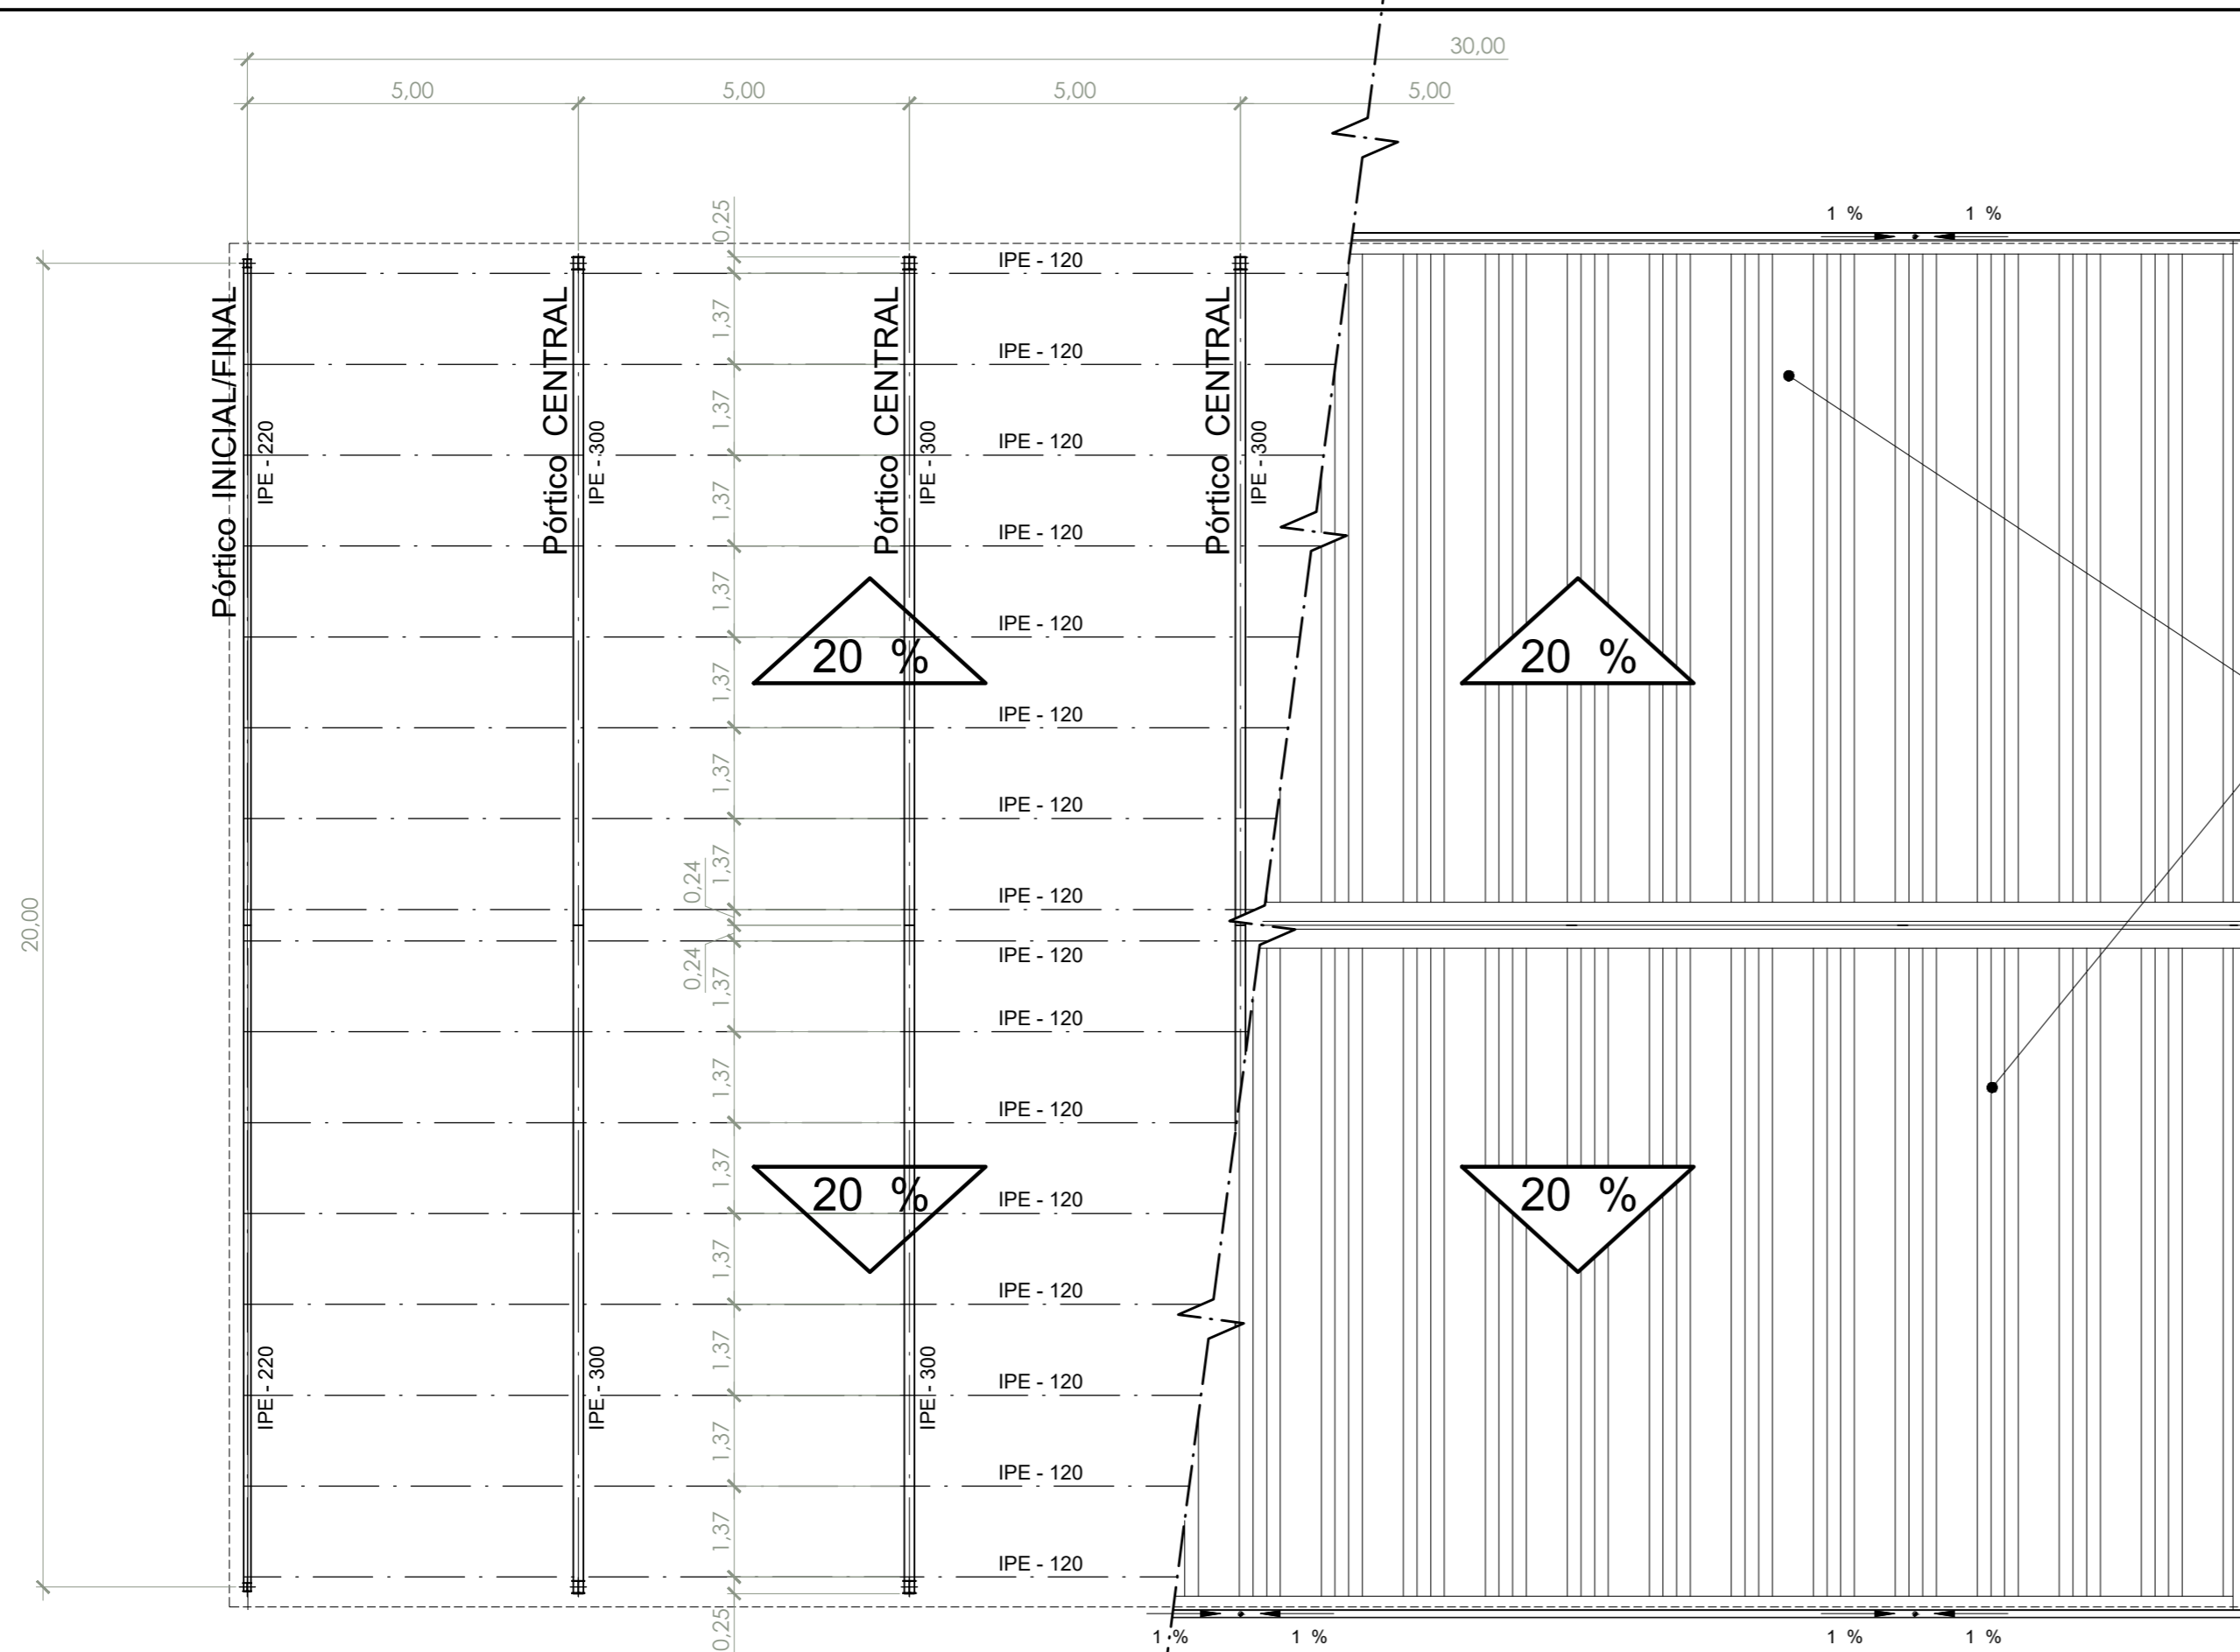 30,00
5,00 5,00 5,00 5,00
1 % 1 %
0,25
IPE - 120
1,37
IPE - 120
1,37
IPE - 120
1,37
IPE - 120
1,37
IPE - 120
1,37
IPE - 120
1,37
IPE - 120
1,37
IPE - 120
0,24
0,24
IPE - 120
1,37
IPE - 120
1,37
IPE - 120
1,37
IPE - 120
1,37
IPE - 120
1,37
IPE - 120
1,37
IPE - 120
1,37
IPE - 120
0,25
Pórtico INICIAL/FINAL
IPE - 220
Pórtico CENTRAL
IPE - 300
Pórtico CENTRAL
IPE - 300
Pórtico CENTRAL
IPE - 300
20 % 20 %
20,00
20 % 20 %
IPE - 220
IPE - 300
IPE - 300
1 % 1 % 1 % 1 %